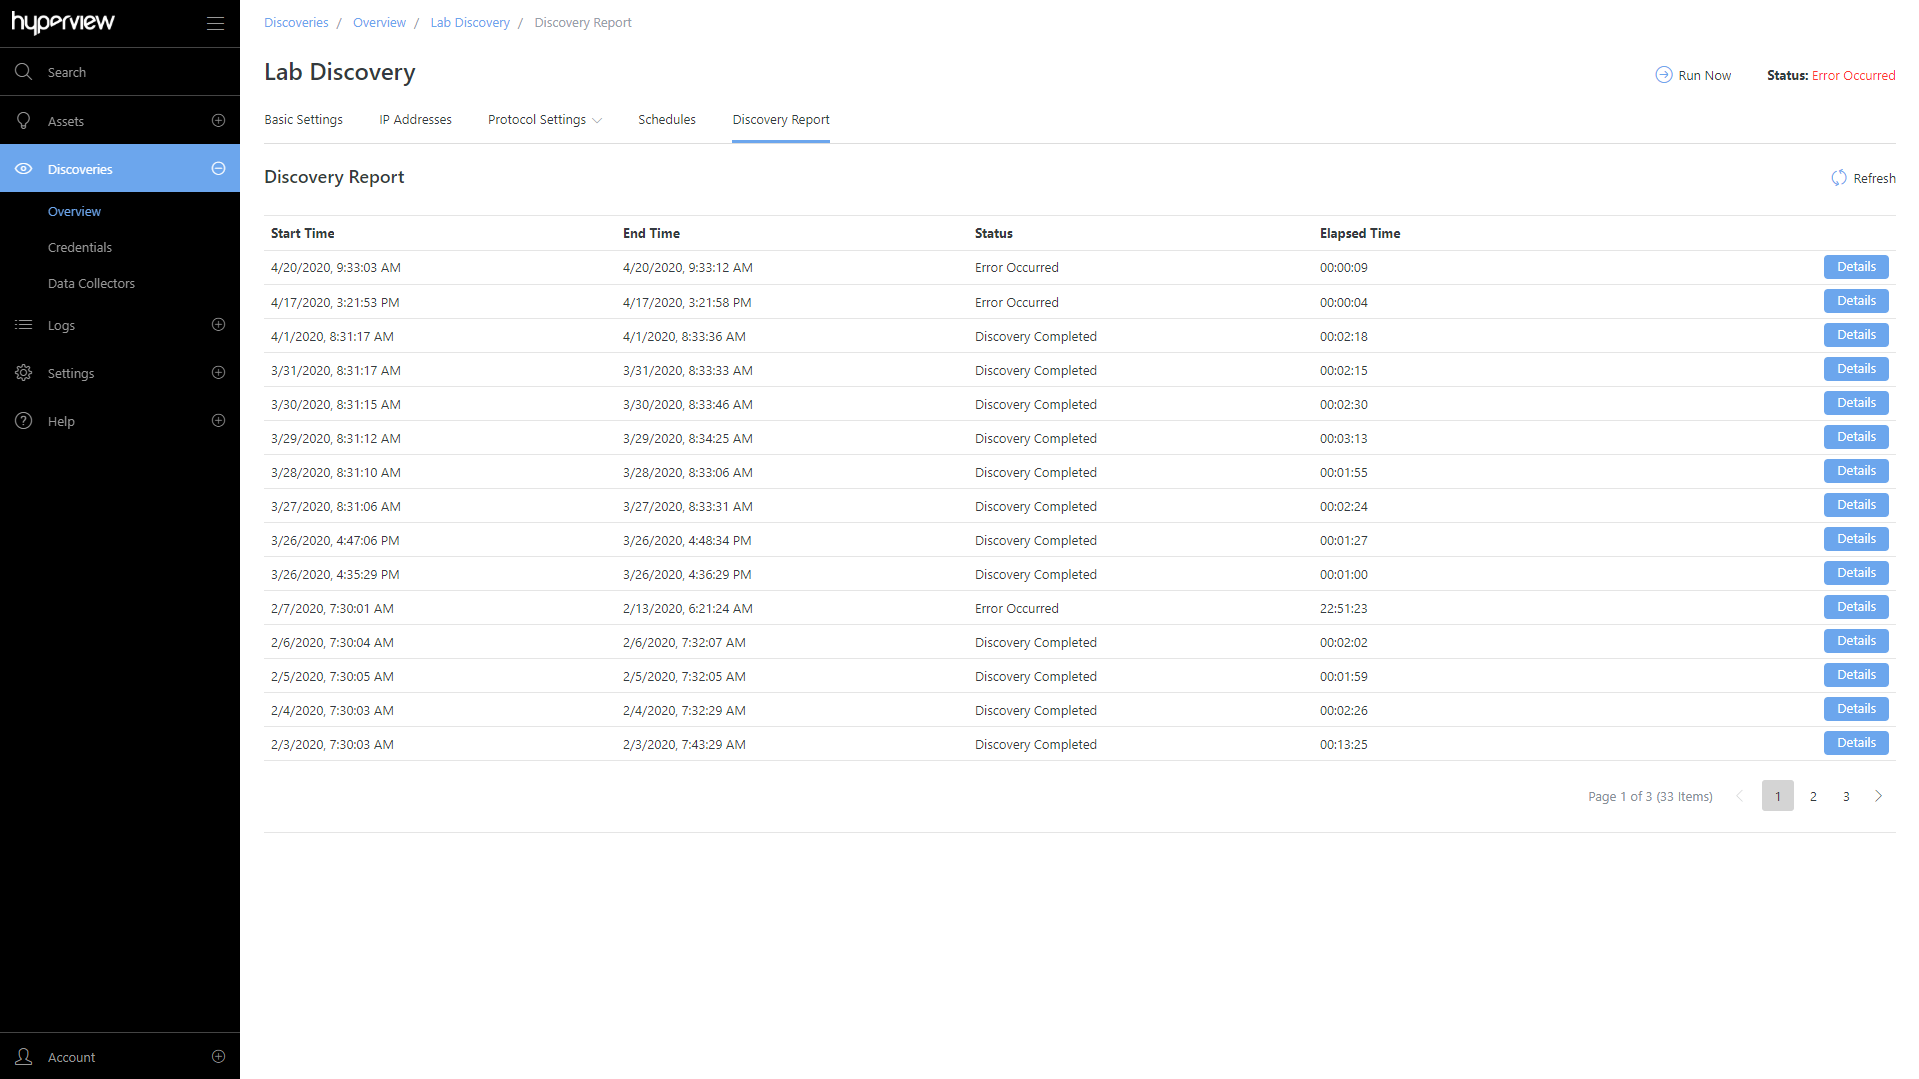 hyperview
Search
Assets
Discoveries
Overview
Credentials
Data Collectors
Logs
Settings
Help
Account
Discoveries / Overview / Lab Discovery / Discovery Report
Lab Discovery
Run Now Status: Error Occurred
Basic Settings IP Addresses Protocol Settings Schedules Discovery Report
Discovery Report
Refresh
Start Time End Time Status Elapsed Time
4/20/2020, 9:33:03 AM 4/20/2020, 9:33:12 AM Error Occurred 00:00:09 Details
4/17/2020, 3:21:53 PM 4/17/2020, 3:21:58 PM Error Occurred 00:00:04 Details
4/1/2020, 8:31:17 AM 4/1/2020, 8:33:36 AM Discovery Completed 00:02:18 Details
3/31/2020, 8:31:17 AM 3/31/2020, 8:33:33 AM Discovery Completed 00:02:15 Details
3/30/2020, 8:31:15 AM 3/30/2020, 8:33:46 AM Discovery Completed 00:02:30 Details
3/29/2020, 8:31:12 AM 3/29/2020, 8:34:25 AM Discovery Completed 00:03:13 Details
3/28/2020, 8:31:10 AM 3/28/2020, 8:33:06 AM Discovery Completed 00:01:55 Details
3/27/2020, 8:31:06 AM 3/27/2020, 8:33:31 AM Discovery Completed 00:02:24 Details
3/26/2020, 4:47:06 PM 3/26/2020, 4:48:34 PM Discovery Completed 00:01:27 Details
3/26/2020, 4:35:29 PM 3/26/2020, 4:36:29 PM Discovery Completed 00:01:00 Details
2/7/2020, 7:30:01 AM 2/13/2020, 6:21:24 AM Error Occurred 22:51:23 Details
2/6/2020, 7:30:04 AM 2/6/2020, 7:32:07 AM Discovery Completed 00:02:02 Details
2/5/2020, 7:30:05 AM 2/5/2020, 7:32:05 AM Discovery Completed 00:01:59 Details
2/4/2020, 7:30:03 AM 2/4/2020, 7:32:29 AM Discovery Completed 00:02:26 Details
2/3/2020, 7:30:03 AM 2/3/2020, 7:43:29 AM Discovery Completed 00:13:25 Details
Page 1 of 3 (33 Items) 1 2 3